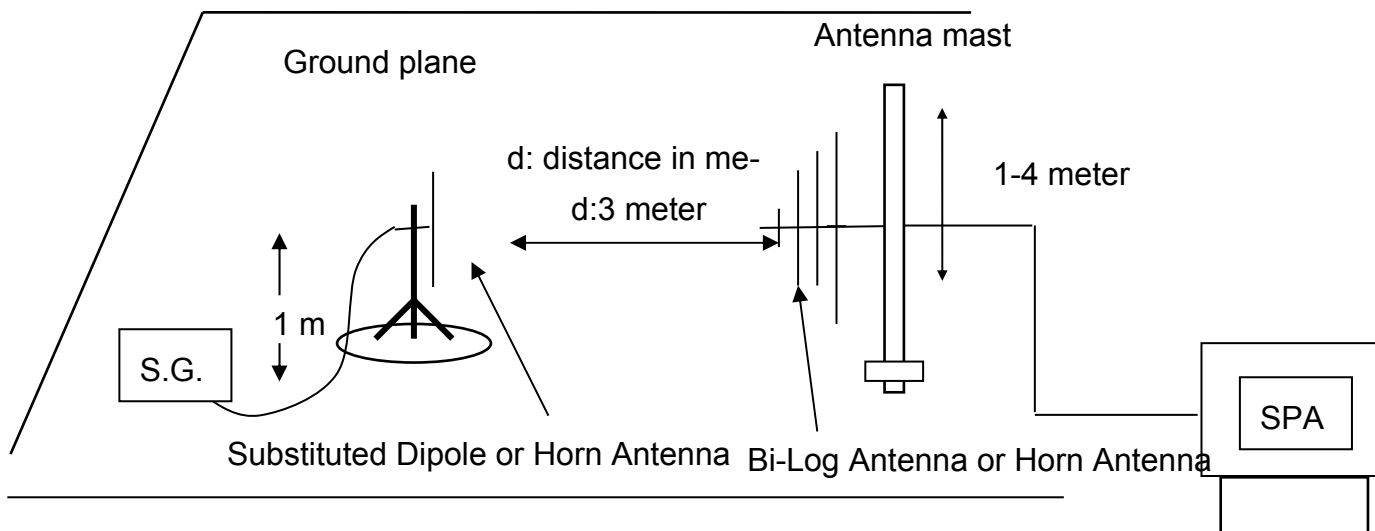 Antenna mast
Ground plane
d: distance in me-
d:3 meter
1-4 meter
1 m
S.G.
SPA
Substituted Dipole or Horn Antenna
Bi-Log Antenna or Horn Antenna